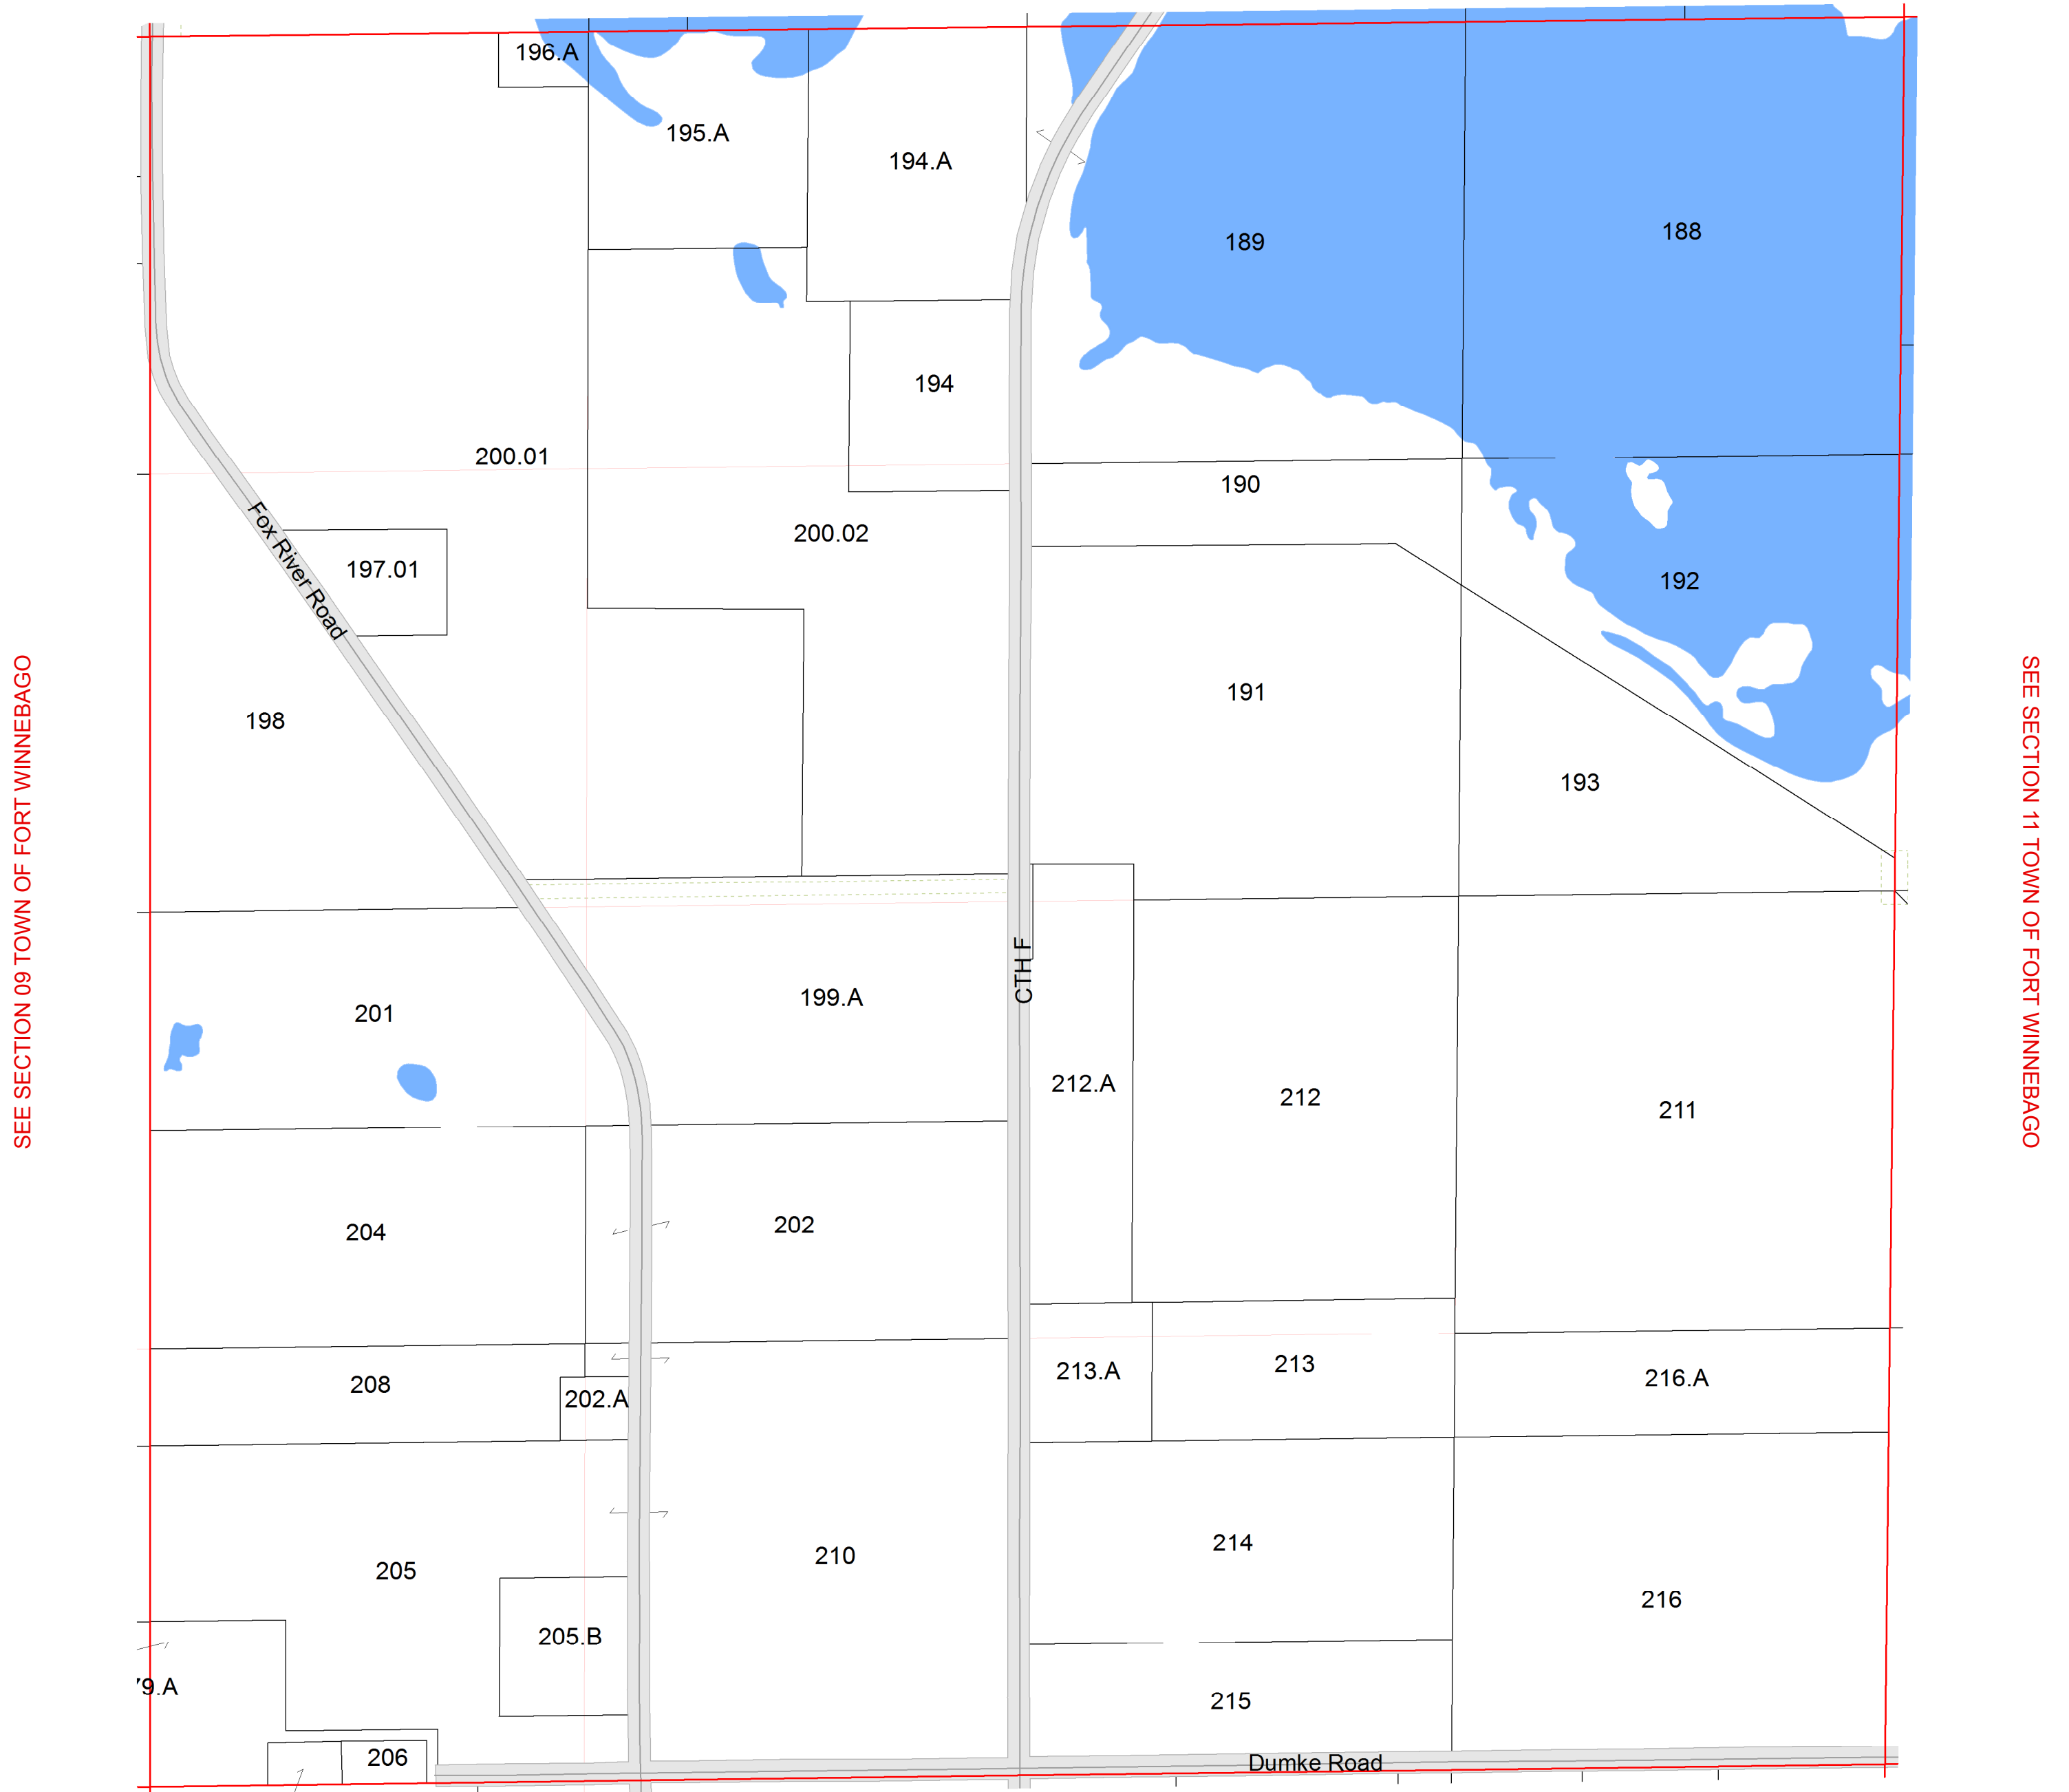 196.A
195.A
194.A
189
188
194
200.01
190
200.02
197.01
192
Fox River Road
191
198
193
SEE SECTION 09 TOWN OF FORT WINNEBAGO
SEE SECTION 11 TOWN OF FORT WINNEBAGO
CTH F
199.A
201
212.A
212
211
202
204
213
213.A
216.A
208
202.A
214
210
205
216
205.B
9.A
215
206
Dumke Road